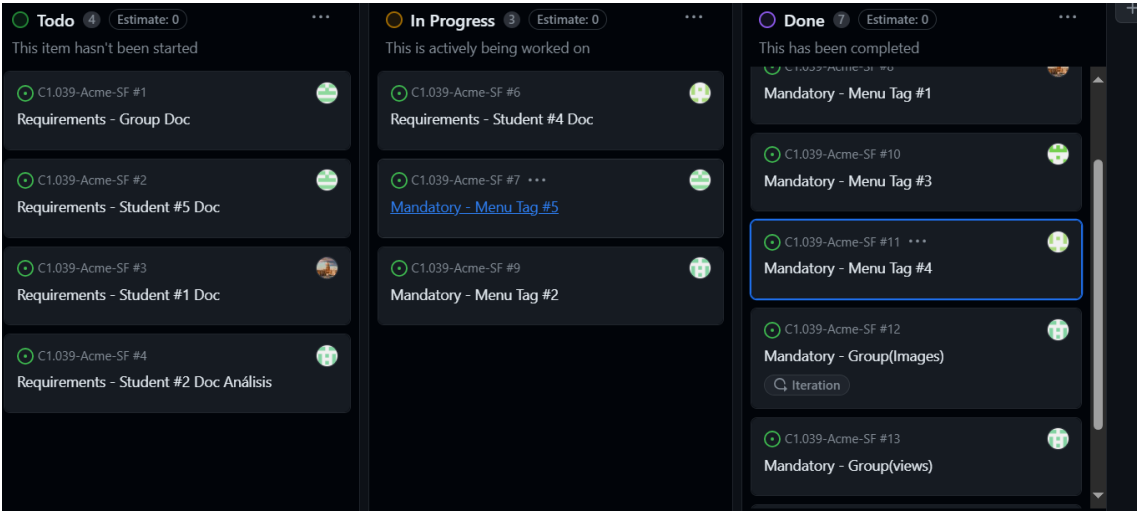 Todo 4 Estimate: 0 ...
This item hasn't been started
C1.039-Acme-SF #1
Requirements - Group Doc
C1.039-Acme-SF #2
Requirements - Student #5 Doc
C1.039-Acme-SF #3
Requirements - Student #1 Doc
C1.039-Acme-SF #4
Requirements - Student #2 Doc Análisis
In Progress 3 Estimate: 0 ...
This is actively being worked on
C1.039-Acme-SF #6
Requirements - Student #4 Doc
C1.039-Acme-SF #7 ...
Mandatory - Menu Tag #5
C1.039-Acme-SF #9
Mandatory - Menu Tag #2
Done 7 Estimate: 0 ...
This has been completed
C1.039-Acme-SF #8
Mandatory - Menu Tag #1
C1.039-Acme-SF #10
Mandatory - Menu Tag #3
C1.039-Acme-SF #11 ...
Mandatory - Menu Tag #4
C1.039-Acme-SF #12
Mandatory - Group(Images)
Iteration
C1.039-Acme-SF #13
Mandatory - Group(views)